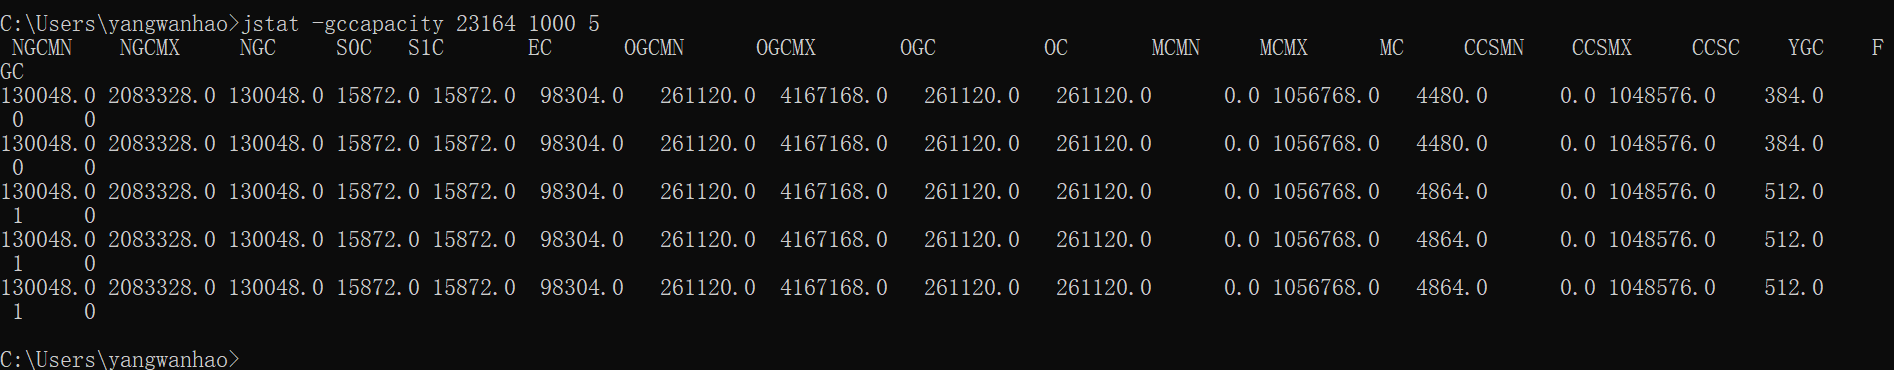 C:\Users\yangwanhao>jstat -gccapacity 23164 1000 5
 NGCMN    NGCMX     NGC     S0C   S1C       EC      OGCMN      OGCMX       OGC         OC       MCMN     MCMX      MC     CCSMN    CCSMX     CCSC    YGC    F
GC
130048.0 2083328.0 130048.0 15872.0 15872.0  98304.0   261120.0  4167168.0   261120.0   261120.0      0.0 1056768.0   4480.0      0.0 1048576.0    384.0
 0     0
130048.0 2083328.0 130048.0 15872.0 15872.0  98304.0   261120.0  4167168.0   261120.0   261120.0      0.0 1056768.0   4480.0      0.0 1048576.0    384.0
 0     0
130048.0 2083328.0 130048.0 15872.0 15872.0  98304.0   261120.0  4167168.0   261120.0   261120.0      0.0 1056768.0   4864.0      0.0 1048576.0    512.0
 1     0
130048.0 2083328.0 130048.0 15872.0 15872.0  98304.0   261120.0  4167168.0   261120.0   261120.0      0.0 1056768.0   4864.0      0.0 1048576.0    512.0
 1     0
130048.0 2083328.0 130048.0 15872.0 15872.0  98304.0   261120.0  4167168.0   261120.0   261120.0      0.0 1056768.0   4864.0      0.0 1048576.0    512.0
 1     0
C:\Users\yangwanhao>